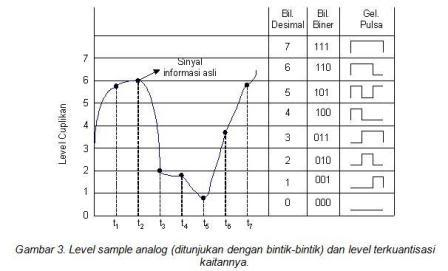 Bil. Desimal
Bil. Biner
Gel. Pulsa
7 111
6 110
5 101
4 100
3 011
2 010
1 001
0 000
Sinyal
informasi asli
Level Cuplikan
7
6
5
4
3
2
1
0
t1 t2 t3 t4 t5 t6 t7
Gambar 3. Level sample analog (ditunjukan dengan bintik-bintik) dan level terkuantisasi
kaitannya.